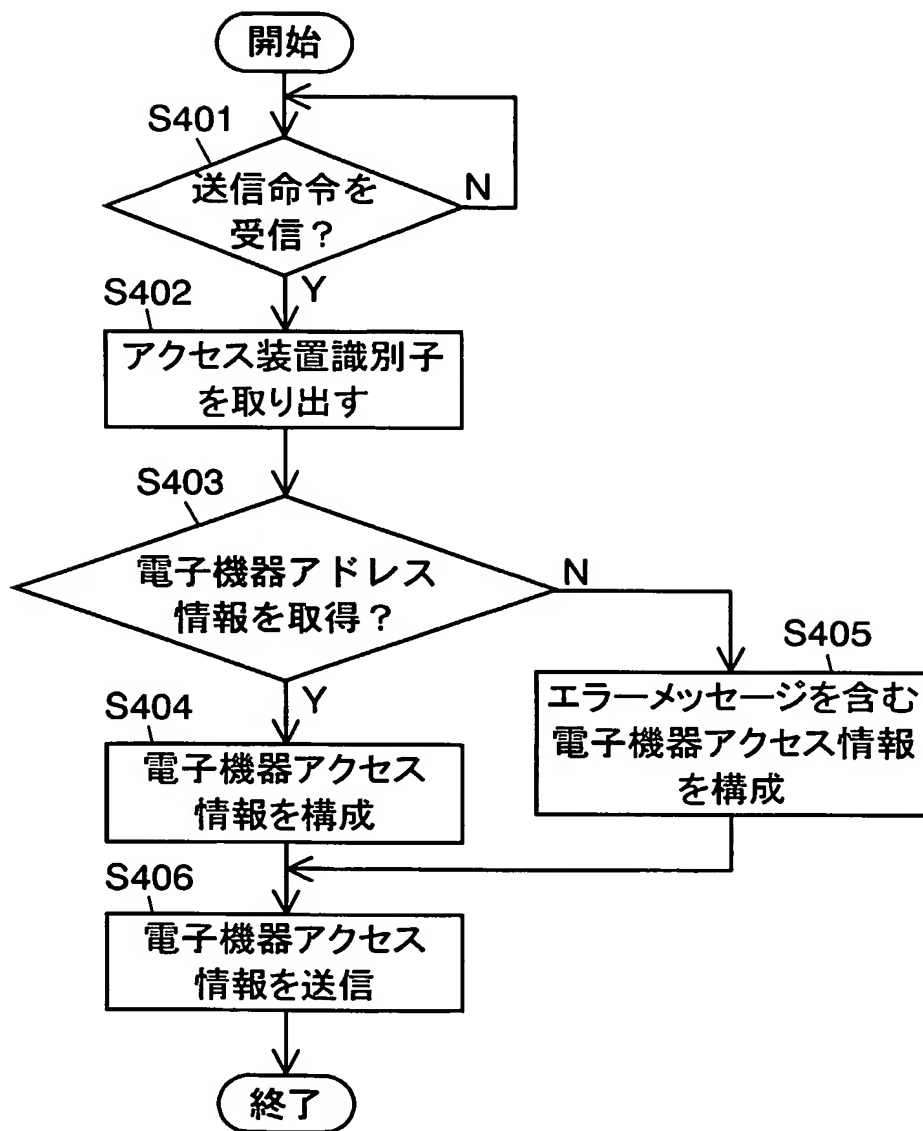 開始
S401
送信命令を
受信?
N
Y
S402
アクセス装置識別子
を取り出す
S403
電子機器アドレス
情報を取得?
N
Y
S405
エラーメッセージを含む
電子機器アクセス情報
を構成
S404
電子機器アクセス
情報を構成
S406
電子機器アクセス
情報を送信
終了